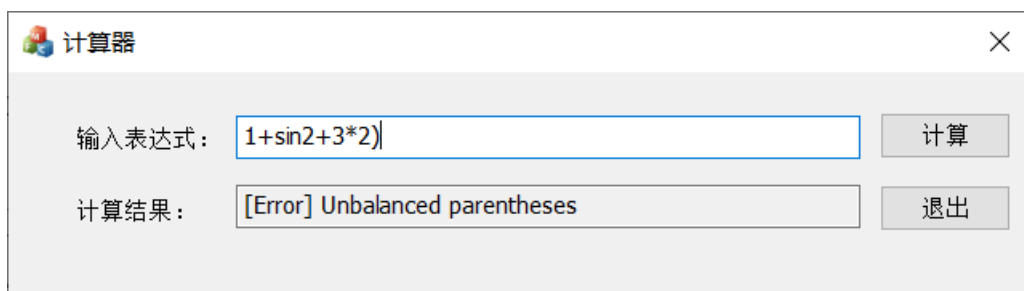 计算器
输入表达式： 1+sin2+3*2) 计算
计算结果： [Error] Unbalanced parentheses 退出